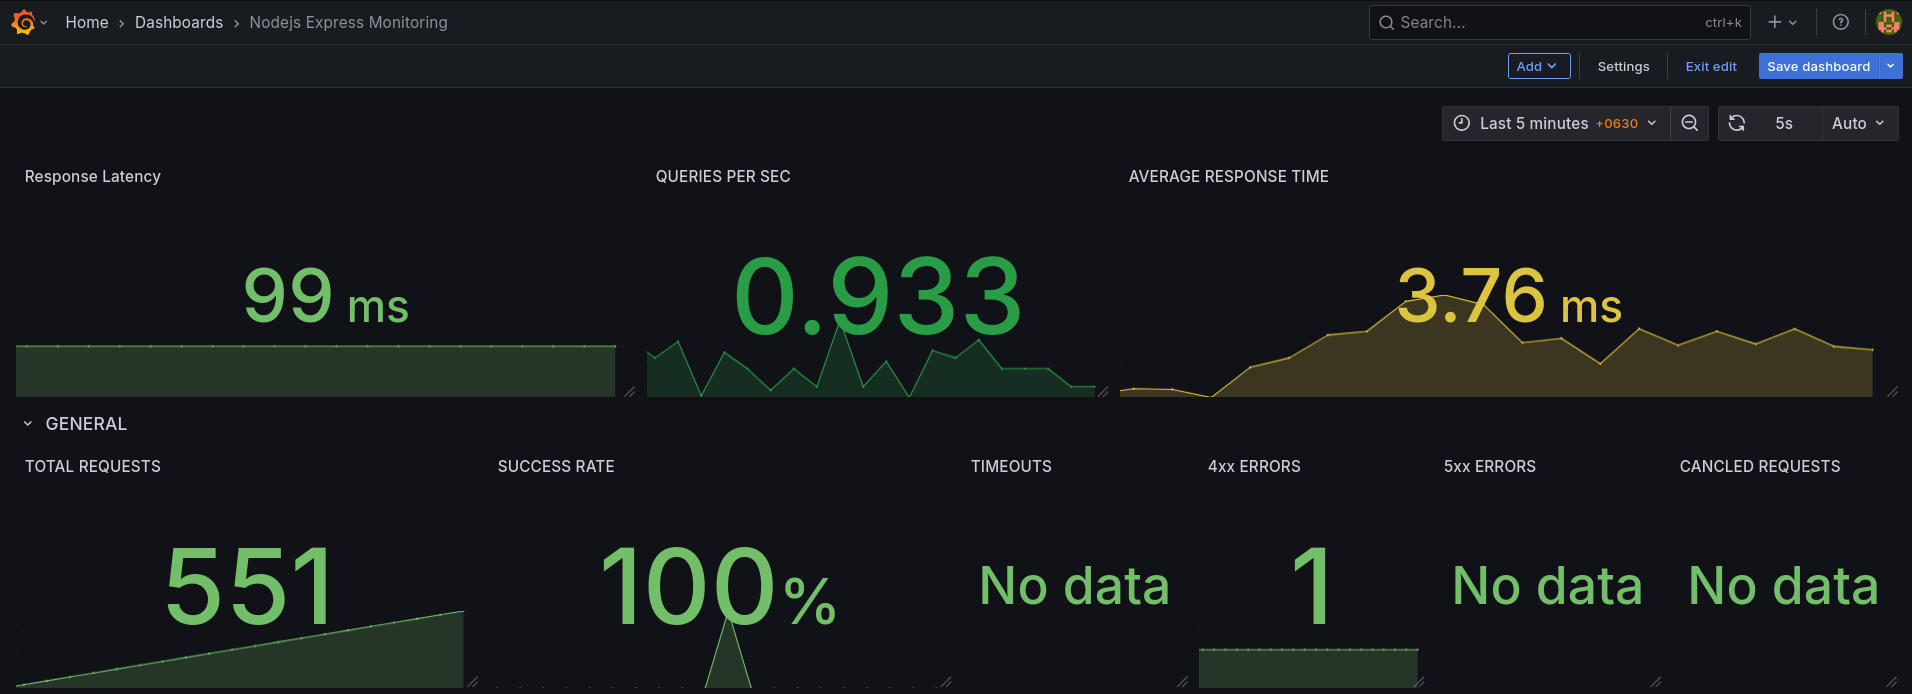 Home › Dashboards › Nodejs Express Monitoring
Search...
ctrl+k
Add
Settings
Exit edit
Save dashboard
Last 5 minutes +0630
5s
Auto
Response Latency
QUERIES PER SEC
AVERAGE RESPONSE TIME
99 ms
0.933
3.76 ms
GENERAL
TOTAL REQUESTS
SUCCESS RATE
TIMEOUTS
4xx ERRORS
5xx ERRORS
CANCLED REQUESTS
551
100%
No data
1
No data
No data